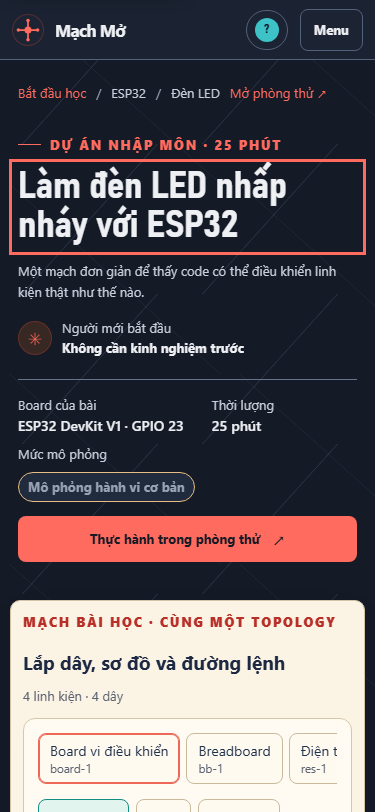 Mạch Mở
?
Menu
Bắt đầu học / ESP32 / Đèn LED Mở phòng thử ↗
DỰ ÁN NHẬP MÔN · 25 PHÚT
Làm đèn LED nhấp
nháy với ESP32
Một mạch đơn giản để thấy code có thể điều khiển linh
kiện thật như thế nào.
Người mới bắt đầu
Không cần kinh nghiệm trước
Board của bài
ESP32 DevKit V1 · GPIO 23
Thời lượng
25 phút
Mức mô phỏng
Mô phỏng hành vi cơ bản
Thực hành trong phòng thử ↗
MẠCH BÀI HỌC · CÙNG MỘT TOPOLOGY
Lắp dây, sơ đồ và đường lệnh
4 linh kiện · 4 dây
Board vi điều khiển
board-1
Breadboard
bb-1
Điện t
res-1